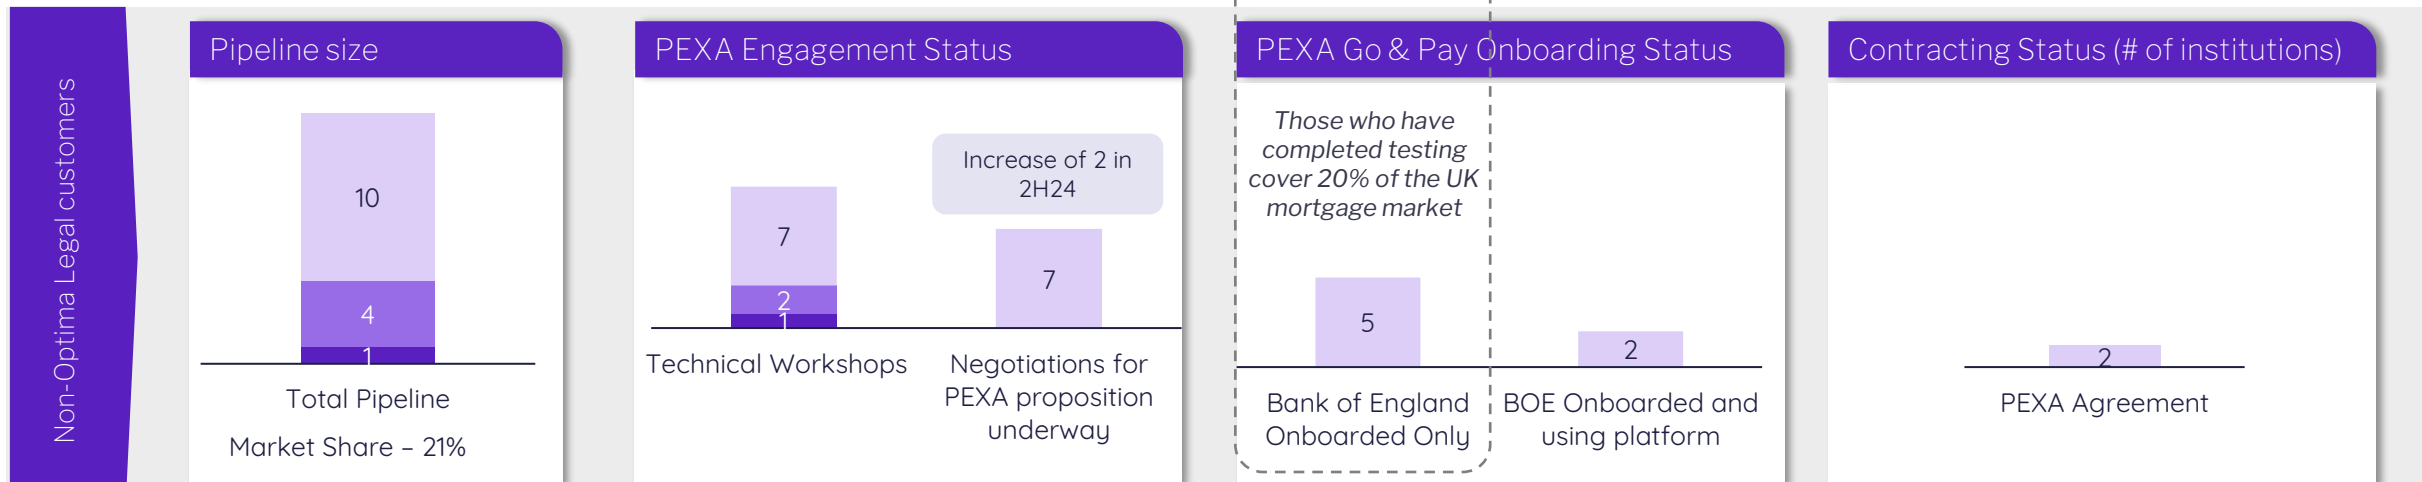 Non-Optima Legal customers
Pipeline size
10
4
1
Total Pipeline
Market Share – 21%
PEXA Engagement Status
Increase of 2 in
2H24
7
2
1
7
Technical Workshops
Negotiations for
PEXA proposition
underway
PEXA Go & Pay Onboarding Status
Those who have
completed testing
cover 20% of the UK
mortgage market
5
2
Bank of England
Onboarded Only
BOE Onboarded and
using platform
Contracting Status (# of institutions)
2
PEXA Agreement